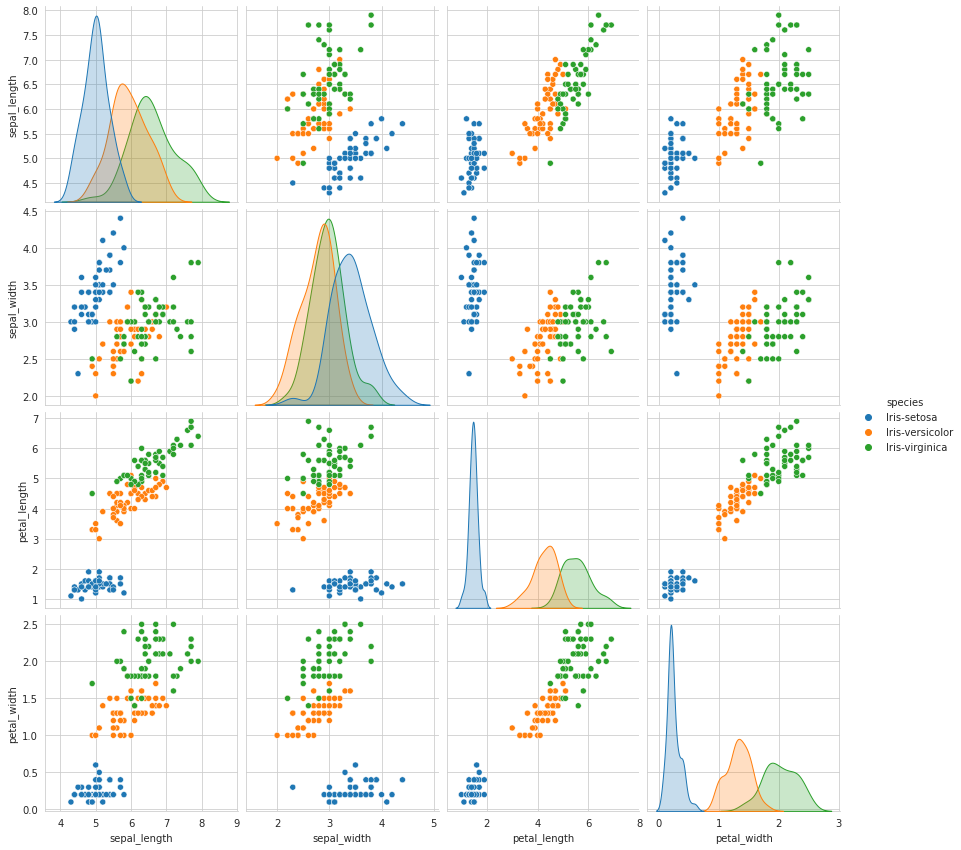 8.0
7.5
7.0
6.5
6.0
5.5
5.0
4.5
sepal_length
4.5
4.0
3.5
3.0
2.5
2.0
sepal_width
species
Iris-setosa
Iris-versicolor
Iris-virginica
7
6
5
4
3
2
1
petal_length
2.5
2.0
1.5
1.0
0.5
0.0
petal_width
4 5 6 7 8 9
2 3 4 5
2 4 6 8
0 1 2 3
sepal_length
sepal_width
petal_length
petal_width